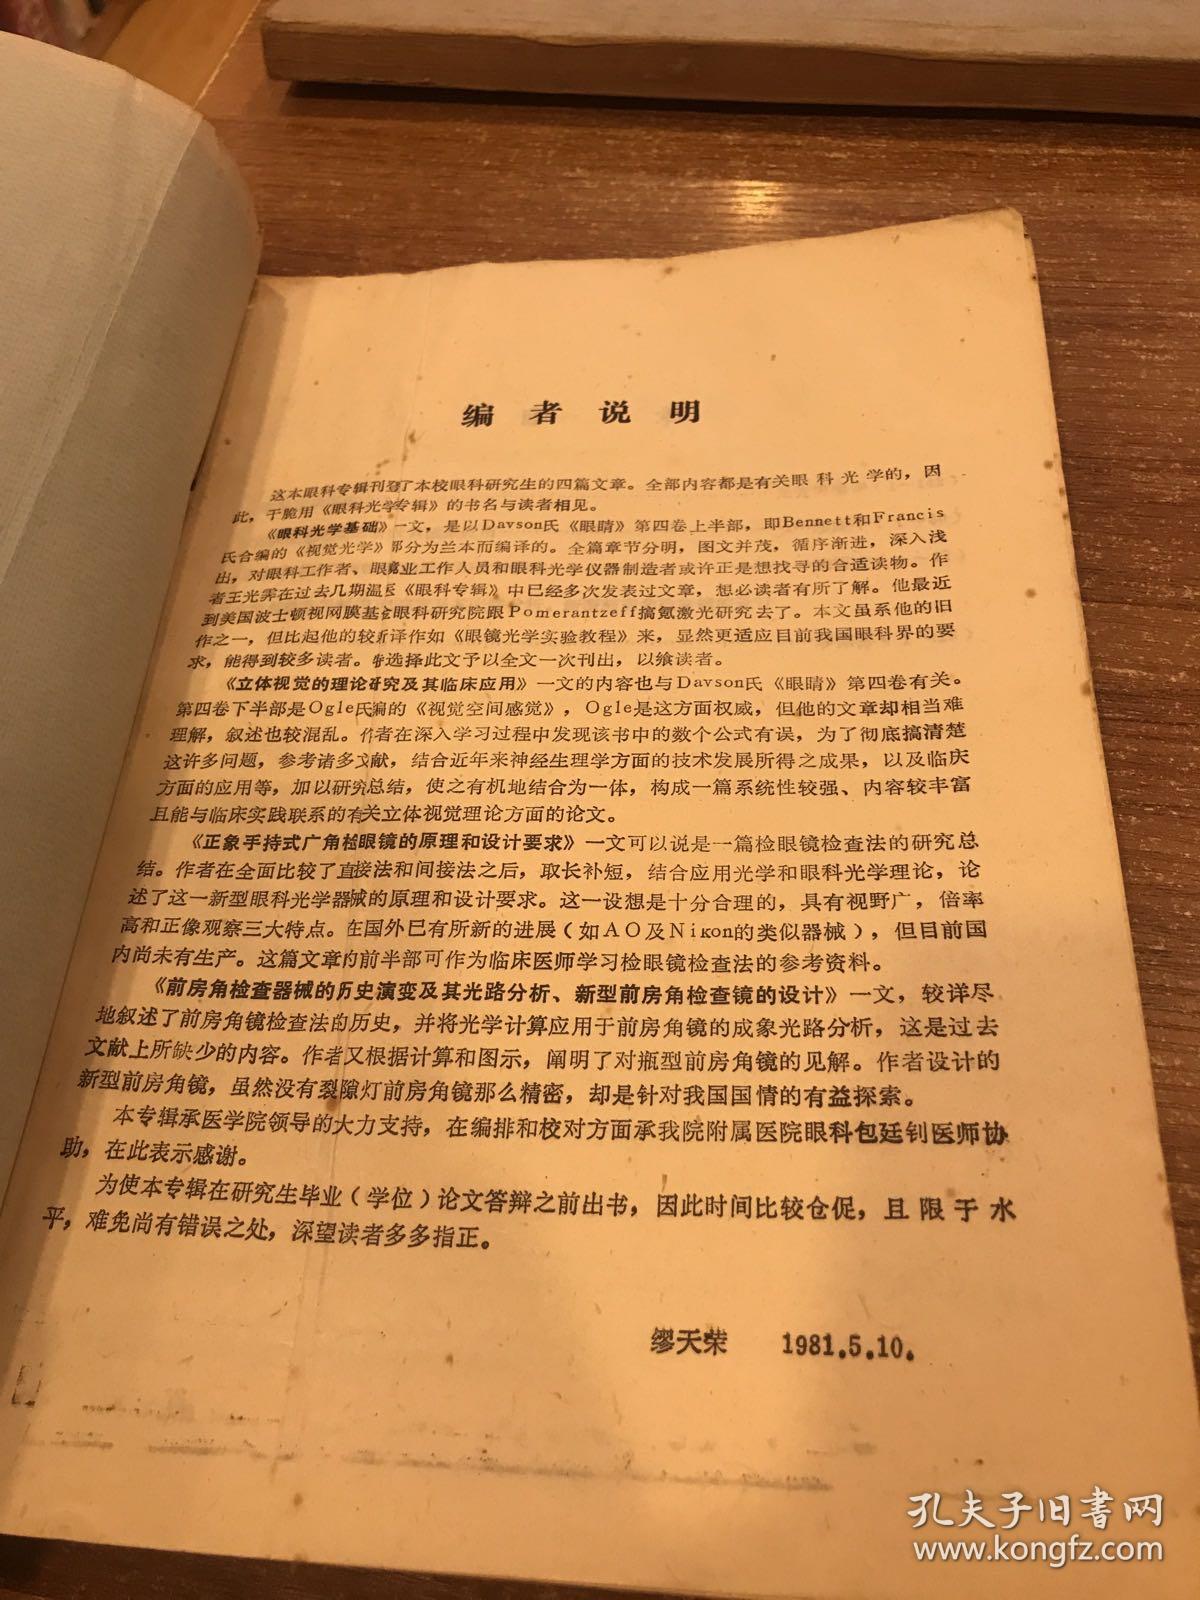 编者说明
这本眼科专辑刊登了本校眼科研究生的四篇文章。全部内容都是有关眼科光学的，因
此，干脆用《眼科光学专辑》的书名与读者相见。
《眼科光学基础》一文，是以Davson氏《眼睛》第四卷上半部，即Bennett和Francis
氏合编的《视觉光学》部分为兰本而编译的。全篇章节分明，图文并茂，循序渐进，深入浅
出，对眼科工作者、眼镜业工作人员和眼科光学仪器制造者或许正是想找寻的合适读物。作
者王光霁在过去几期温医《眼科专辑》中已经多次发表过文章，想必读者有所了解。他最近
到美国波士顿视网膜基金眼科研究院跟Pomerantzeff搞氪激光研究去了。本文虽系他的旧
作之一，但比起他的较新译作如《眼镜光学实验教程》来，显然更适应目前我国眼科界的要
求，能得到较多读者。特选择此文予以全文一次刊出，以飨读者。
《立体视觉的理论研究及其临床应用》一文的内容也与Davson氏《眼睛》第四卷有关。
第四卷下半部是Ogle氏编的《视觉空间感觉》，Ogle是这方面权威，但他的文章却相当难
理解，叙述也较混乱。作者在深入学习过程中发现该书中的数个公式有误，为了彻底搞清楚
这许多问题，参考诸多文献，结合近年来神经生理学方面的技术发展所得之成果，以及临床
方面的应用等，加以研究总结，使之有机地结合为一体，构成一篇系统性较强、内容较丰富
且能与临床实践联系的有关立体视觉理论方面的论文。
《正象手持式广角检眼镜的原理和设计要求》一文可以说是一篇检眼镜检查法的研究总
结。作者在全面比较了直接法和间接法之后，取长补短，结合应用光学和眼科光学理论，论
述了这一新型眼科光学器械的原理和设计要求。这一设想是十分合理的，具有视野广，倍率
高和正像观察三大特点。在国外已有所新的进展（如AO及Nikon的类似器械），但目前国
内尚未有生产。这篇文章的前半部可作为临床医师学习检眼镜检查法的参考资料。
《前房角检查器械的历史演变及其光路分析、新型前房角检查镜的设计》一文，较详尽
地叙述了前房角镜检查法的历史，并将光学计算应用于前房角镜的成象光路分析，这是过去
文献上所缺少的内容。作者又根据计算和图示，阐明了对瓶型前房角镜的见解。作者设计的
新型前房角镜，虽然没有裂隙灯前房角镜那么精密，却是针对我国国情的有益探索。
本专辑承医学院领导的大力支持，在编排和校对方面承我院附属医院眼科包廷钊医师协
助，在此表示感谢。
为使本专辑在研究生毕业（学位）论文答辩之前出书，因此时间比较仓促，且限于水
平，难免尚有错误之处，深望读者多多指正。
缪天荣 1981.5.10.
孔夫子旧书网
www.kongfz.com